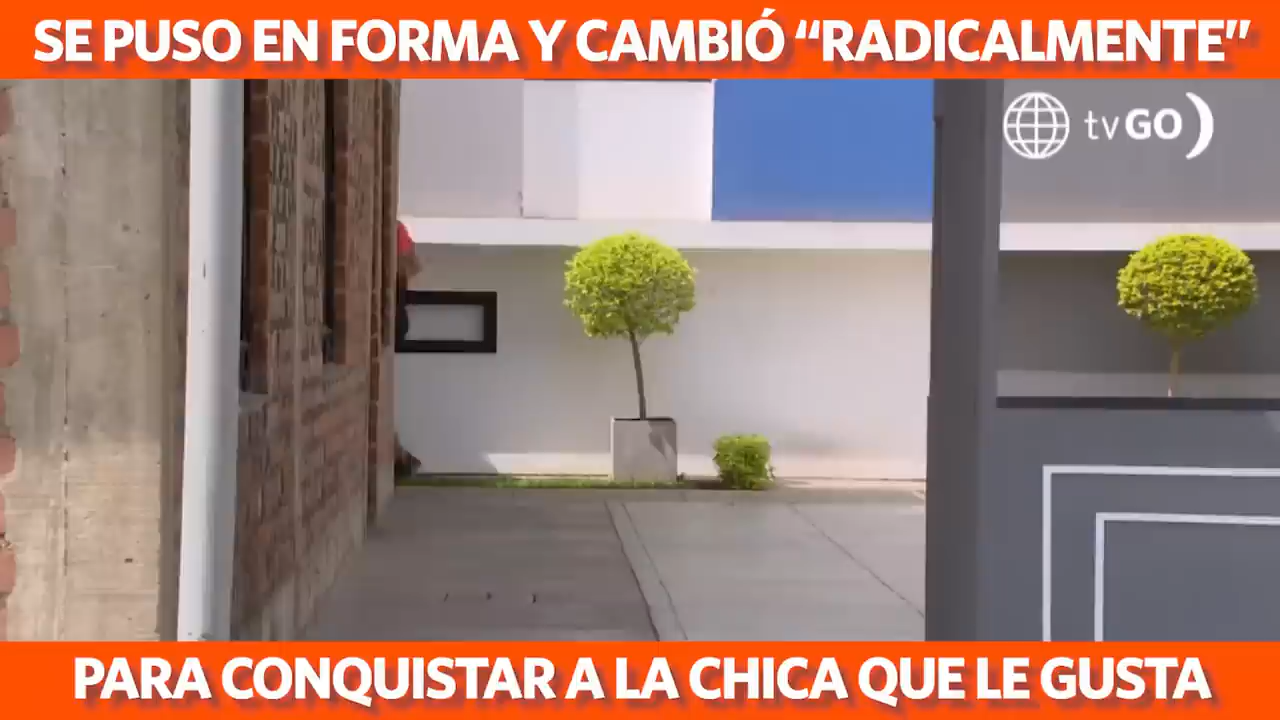 SE PUSO EN FORMA Y CAMBIÓ “RADICALMENTE”
tvGO
PARA CONQUISTAR A LA CHICA QUE LE GUSTA